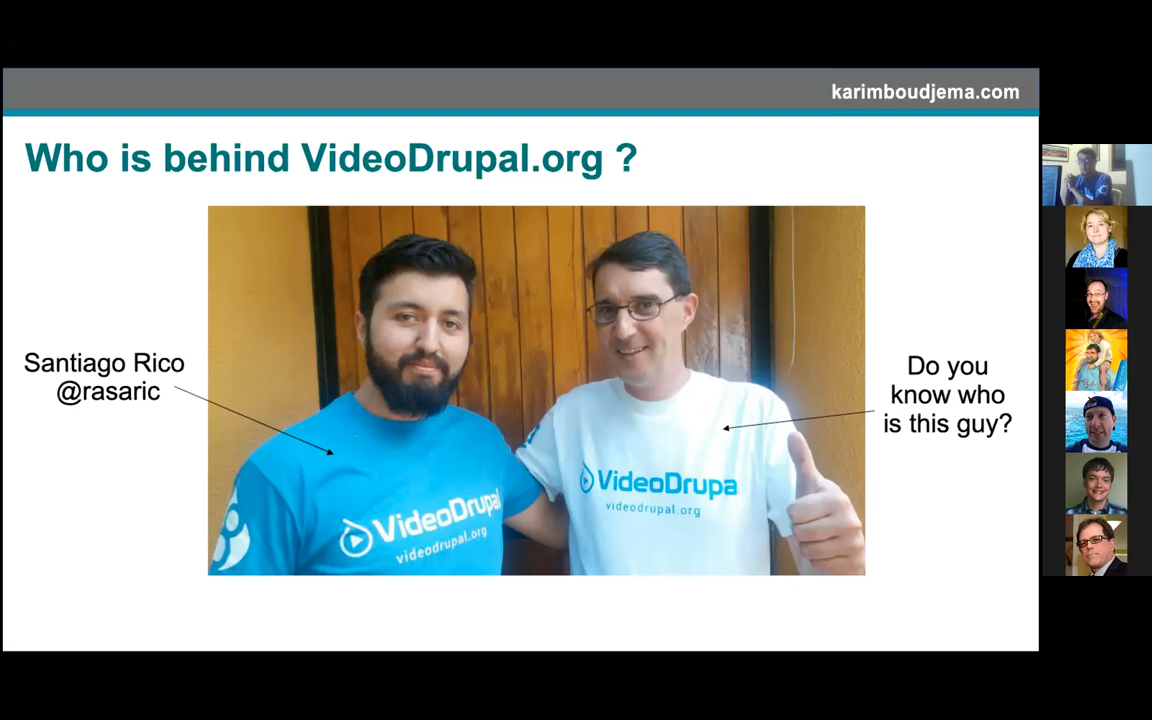 karimboudjema.com
Who is behind VideoDrupal.org ?
Santiago Rico
@rasaric
Do you
know who
is this guy?
VideoDrupal
videodrupal.org
VideoDrupa
videodrupal.org